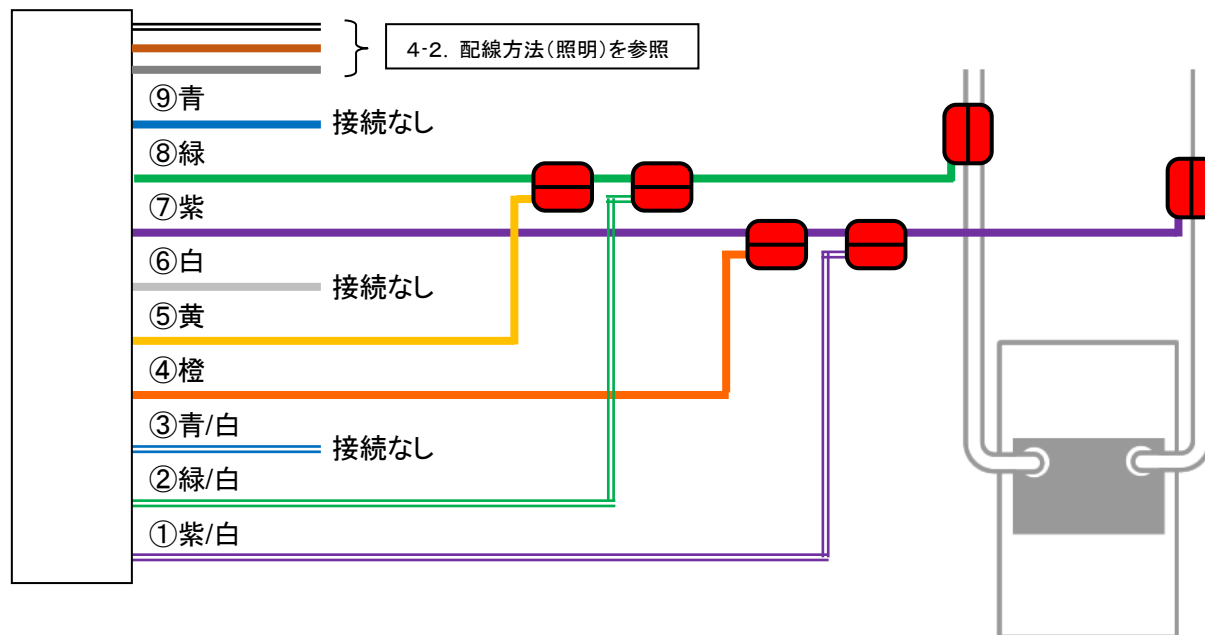 4-2. 配線方法(照明)を参照
⑨青
接続なし
⑧緑
⑦紫
⑥白
接続なし
⑤黄
④橙
③青/白
接続なし
②緑/白
①紫/白